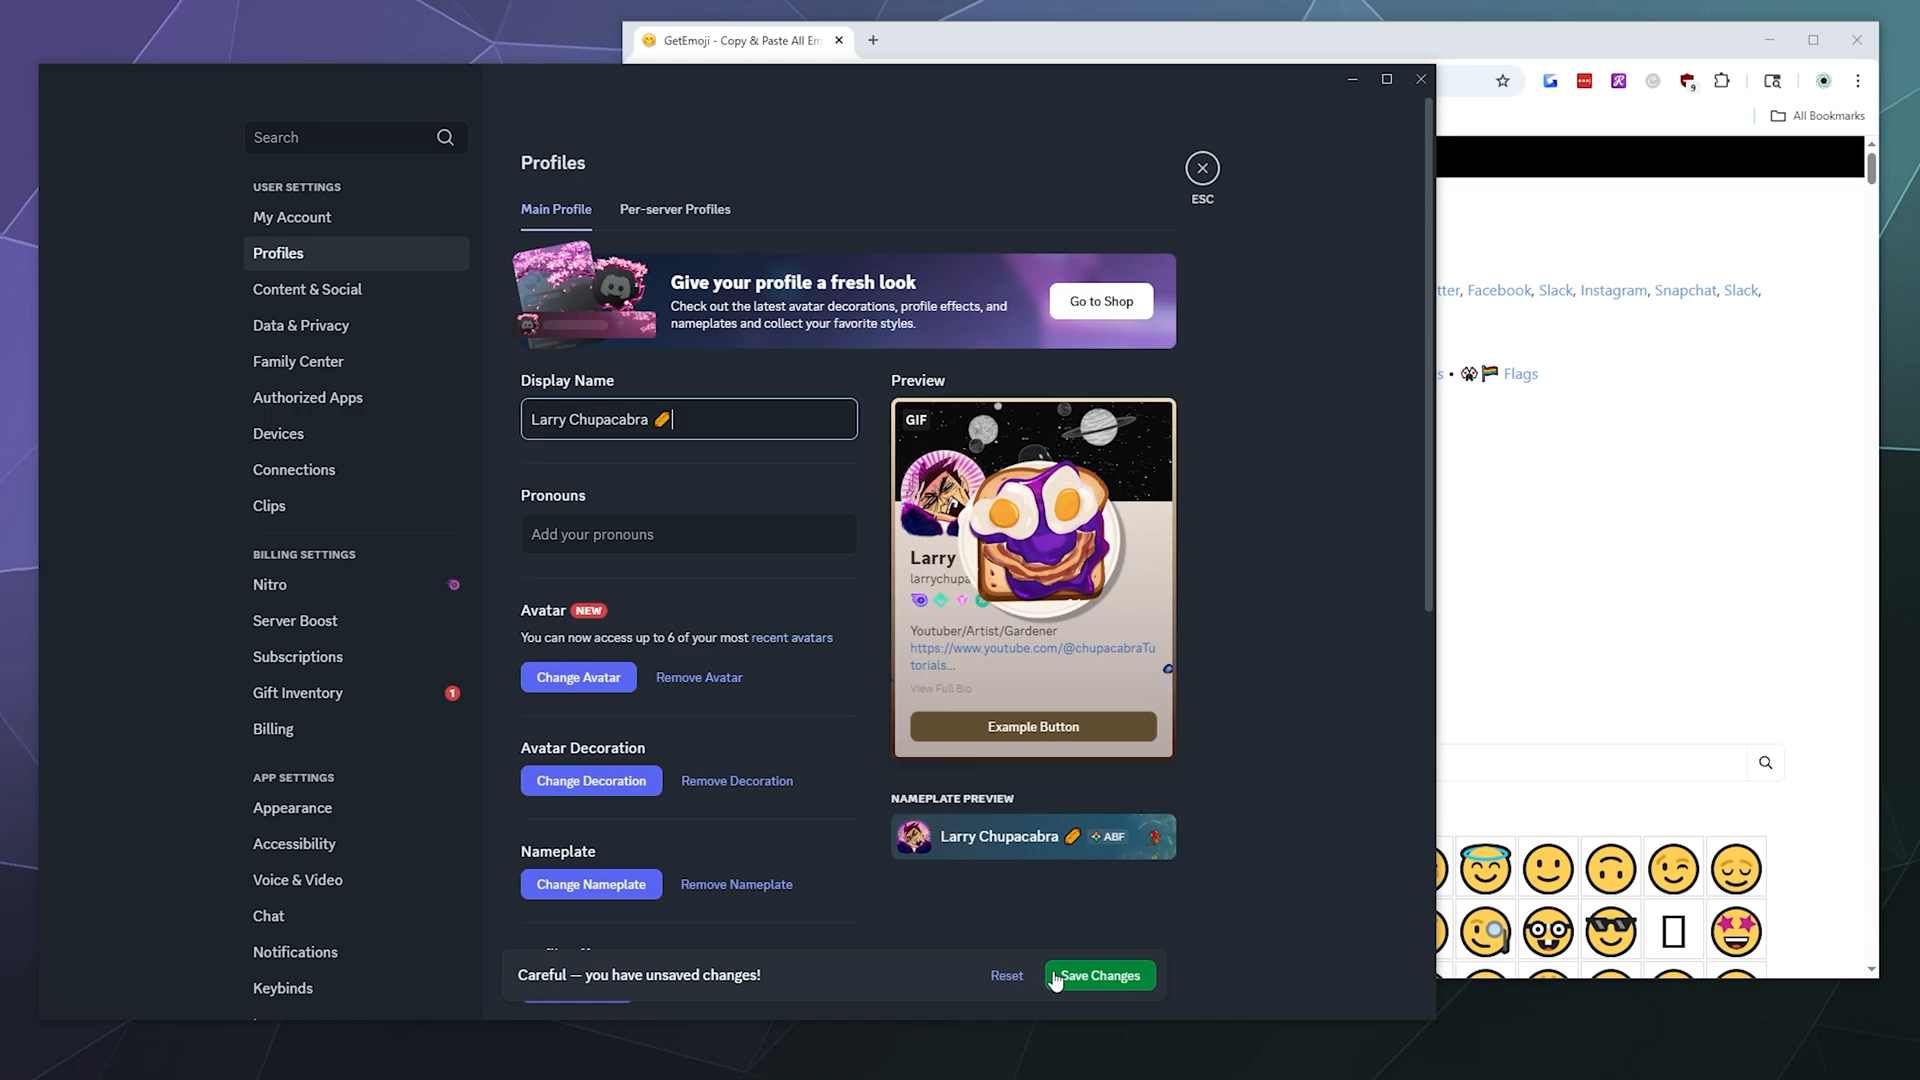 GetEmoji - Copy & Paste All Em
9
All Bookmarks
Search
USER SETTINGS
My Account
Profiles
Content & Social
Data & Privacy
Family Center
Authorized Apps
Devices
Connections
Clips
BILLING SETTINGS
Nitro
Server Boost
Subscriptions
Gift Inventory
1
Billing
APP SETTINGS
Appearance
Accessibility
Voice & Video
Chat
Notifications
Keybinds
Profiles
ESC
Main Profile
Per-server Profiles
Give your profile a fresh look
Check out the latest avatar decorations, profile effects, and
nameplates and collect your favorite styles.
Go to Shop
Display Name
Larry Chupacabra 🥖
Pronouns
Add your pronouns
Avatar NEW
You can now access up to 6 of your most recent avatars
Change Avatar
Remove Avatar
Avatar Decoration
Change Decoration
Remove Decoration
Nameplate
Change Nameplate
Remove Nameplate
Preview
GIF
Larry
larrychupa
Youtuber/Artist/Gardener
https://www.youtube.com/@chupacabraTu
torials...
View Full Bio
Example Button
NAMEPLATE PREVIEW
Larry Chupacabra 🥖 ABF
Careful — you have unsaved changes!
Reset
Save Changes
tter, Facebook, Slack, Instagram, Snapchat, Slack,
s • Flags